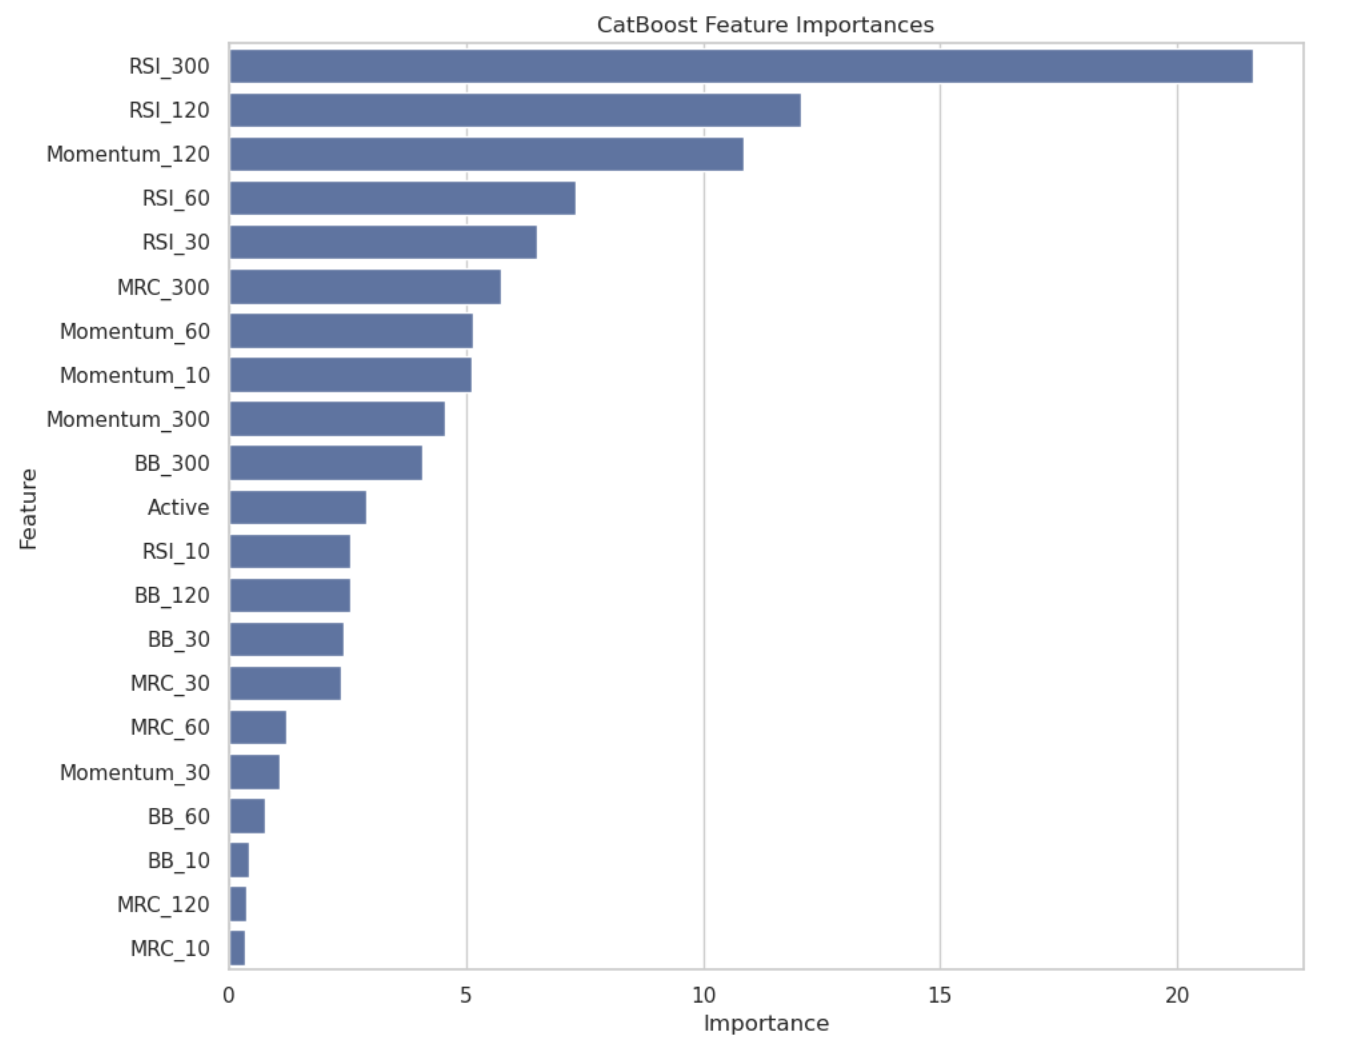 CatBoost Feature Importances
RSI_300
RSI_120
Momentum_120
RSI_60
RSI_30
MRC_300
Momentum_60
Momentum_10
Momentum_300
BB_300
Active
RSI_10
BB_120
BB_30
MRC_30
MRC_60
Momentum_30
BB_60
BB_10
MRC_120
MRC_10
Feature
0 5 10 15 20
Importance